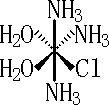 NH₃
H₂O NH₃
H₂O Cl
NH₃